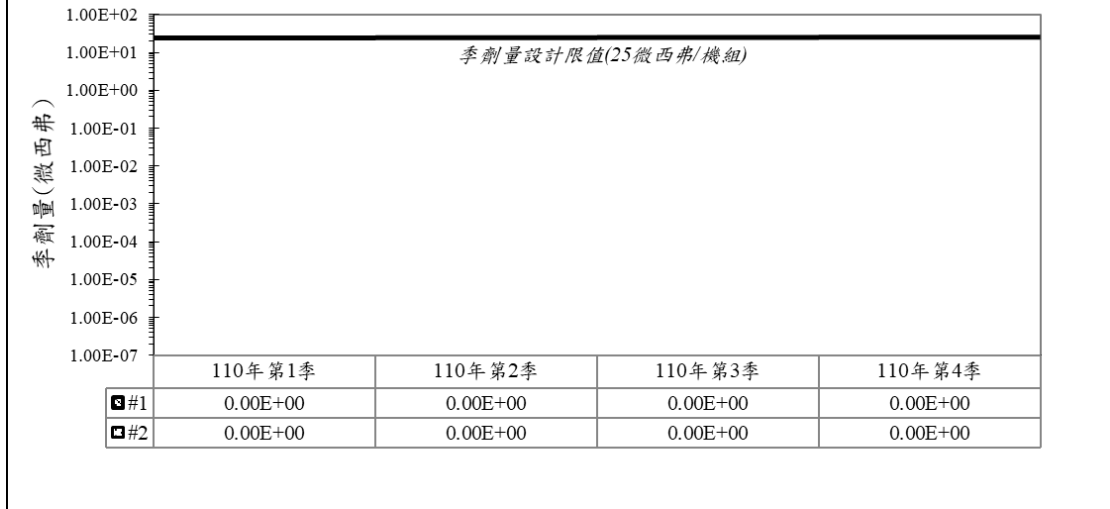 1.00E+02
1.00E+01
季劑量設計限值(25微西弗/機組)
1.00E+00
1.00E-01
1.00E-02
1.00E-03
1.00E-04
1.00E-05
1.00E-06
1.00E-07
季劑量(微西弗)
110年第1季 110年第2季 110年第3季 110年第4季
#1 0.00E+00 0.00E+00 0.00E+00 0.00E+00
#2 0.00E+00 0.00E+00 0.00E+00 0.00E+00